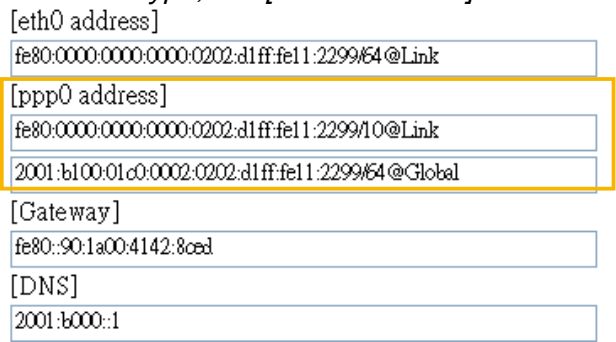 [eth0 address]
fe80:0000:0000:0000:0202:d1ff:fe11:2299/64@Link
[ppp0 address]
fe80:0000:0000:0000:0202:d1ff:fe11:2299/10@Link
2001:b100:01c0:0002:0202:d1ff:fe11:2299/64@Global
[Gateway]
fe80::90:1a00:4142:8ced
[DNS]
2001:b000::1